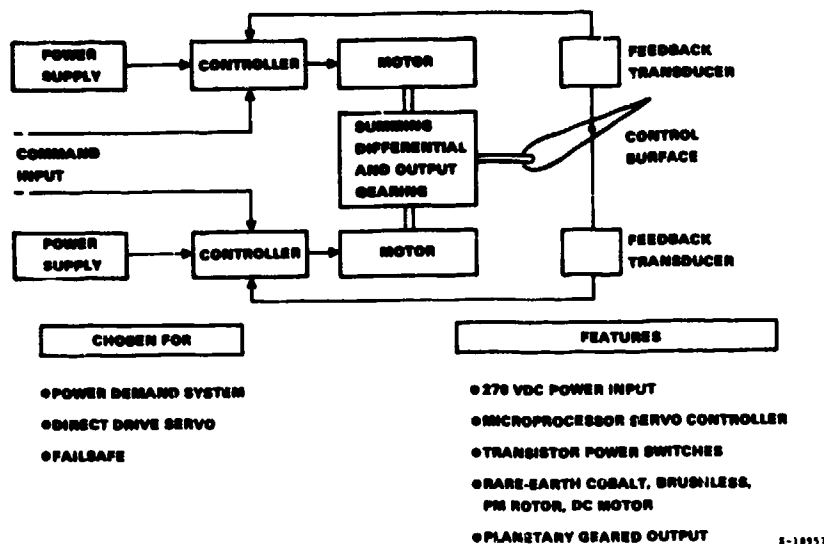 POWER
SUPPLY
CONTROLLER
MOTOR
FEEDBACK
TRANSDUCER
COMMAND
INPUT
SUMMING
DIFFERENTIAL
AND OUTPUT
GEARING
CONTROL
SURFACE
POWER
SUPPLY
CONTROLLER
MOTOR
FEEDBACK
TRANSDUCER
CHOSEN FOR
● POWER DEMAND SYSTEM
● DIRECT DRIVE SERVO
● FAILSAFE
FEATURES
● 270 VDC POWER INPUT
● MICROPROCESSOR SERVO CONTROLLER
● TRANSISTOR POWER SWITCHES
● RARE-EARTH COBALT, BRUSHLESS,
PM ROTOR, DC MOTOR
● PLANETARY GEARED OUTPUT